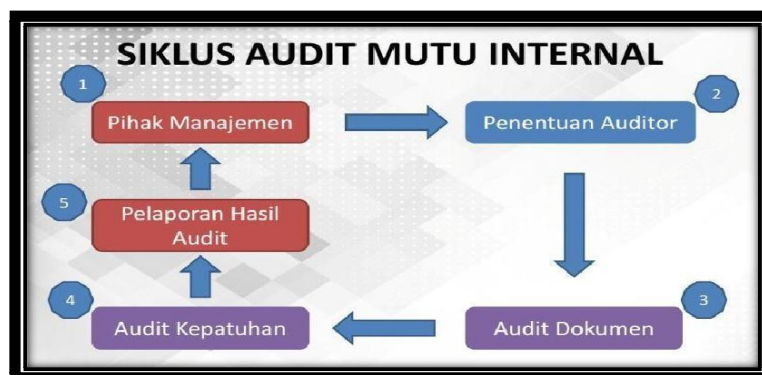 SIKLUS AUDIT MUTU INTERNAL
1
Pihak Manajemen
2
Penentuan Auditor
5
Pelaporan Hasil
Audit
4
Audit Kepatuhan
3
Audit Dokumen